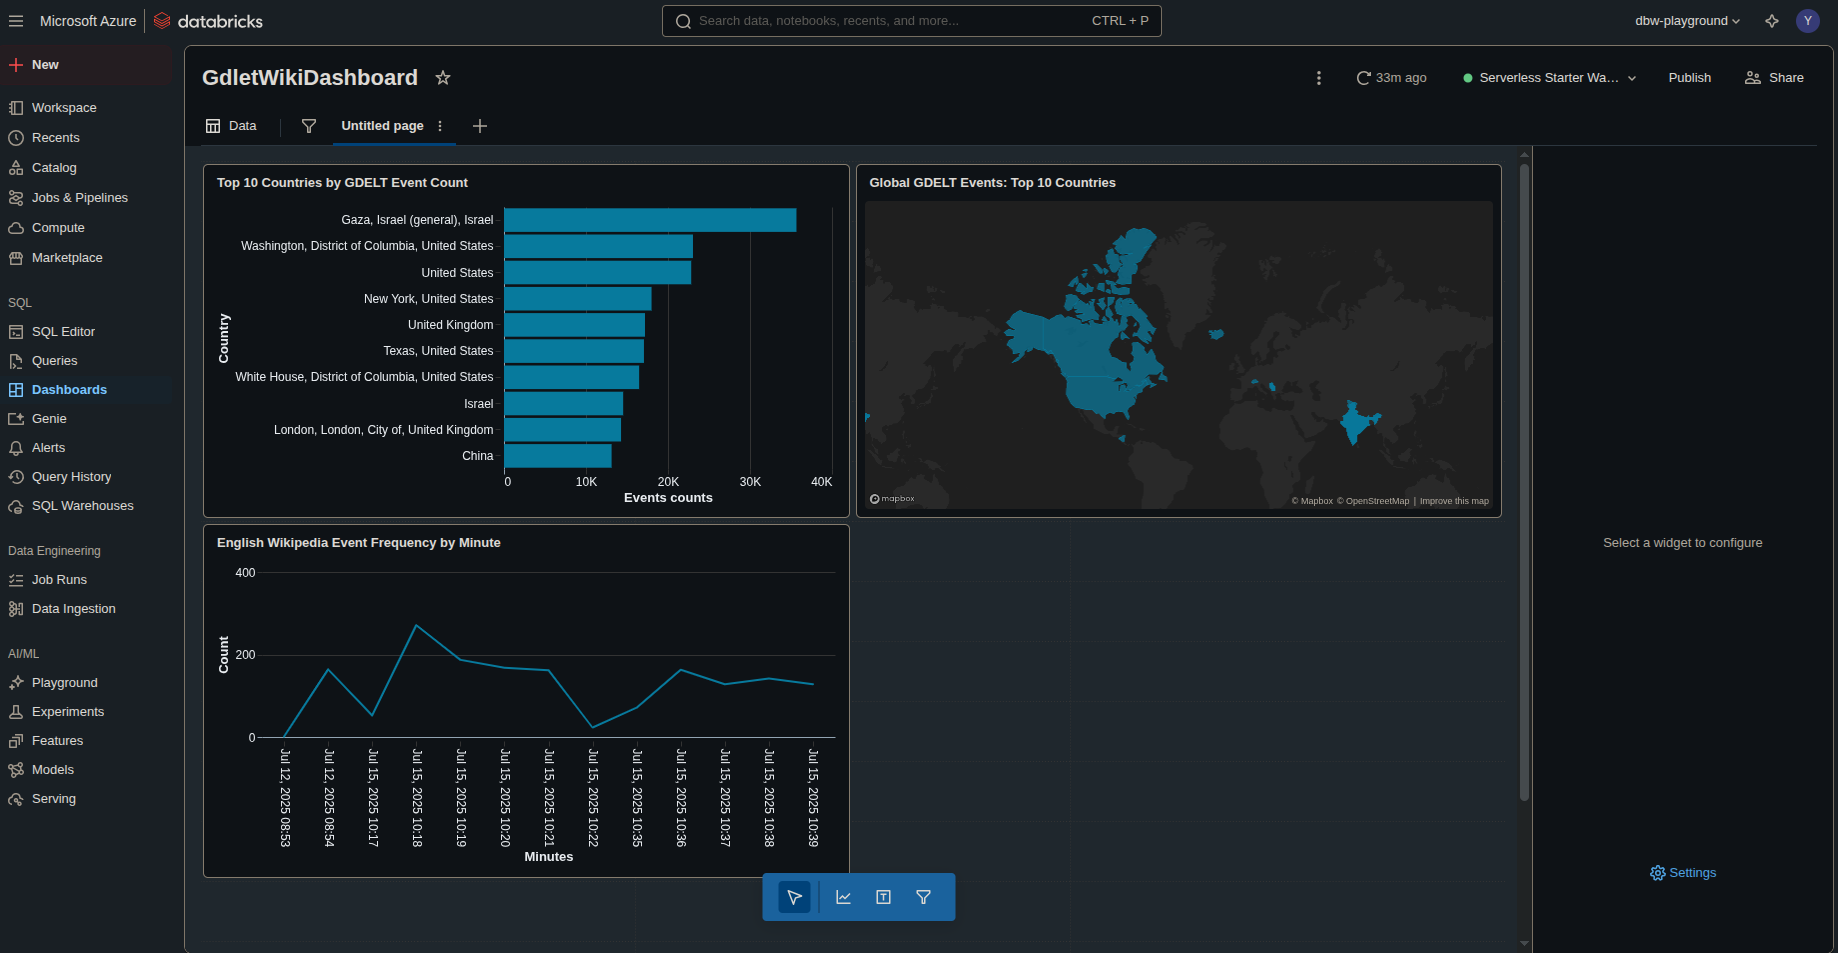 Microsoft Azure databricks
Search data, notebooks, recents, and more... CTRL + P
dbw-playground
Y
New
Workspace
Recents
Catalog
Jobs & Pipelines
Compute
Marketplace
SQL
SQL Editor
Queries
Dashboards
Genie
Alerts
Query History
SQL Warehouses
Data Engineering
Job Runs
Data Ingestion
AI/ML
Playground
Experiments
Features
Models
Serving
GdletWikiDashboard
33m ago
Serverless Starter Wa...
Publish
Share
Data
Untitled page
Top 10 Countries by GDELT Event Count
Country
Gaza, Israel (general), Israel
Washington, District of Columbia, United States
United States
New York, United States
United Kingdom
Texas, United States
White House, District of Columbia, United States
Israel
London, London, City of, United Kingdom
China
0 10K 20K 30K 40K
Events counts
Global GDELT Events: Top 10 Countries
mapbox
© Mapbox © OpenStreetMap | Improve this map
English Wikipedia Event Frequency by Minute
Count
400
200
0
Jul 12, 2025 08:53
Jul 12, 2025 08:54
Jul 15, 2025 10:17
Jul 15, 2025 10:18
Jul 15, 2025 10:19
Jul 15, 2025 10:20
Jul 15, 2025 10:21
Jul 15, 2025 10:22
Jul 15, 2025 10:35
Jul 15, 2025 10:36
Jul 15, 2025 10:37
Jul 15, 2025 10:38
Jul 15, 2025 10:39
Minutes
Select a widget to configure
Settings